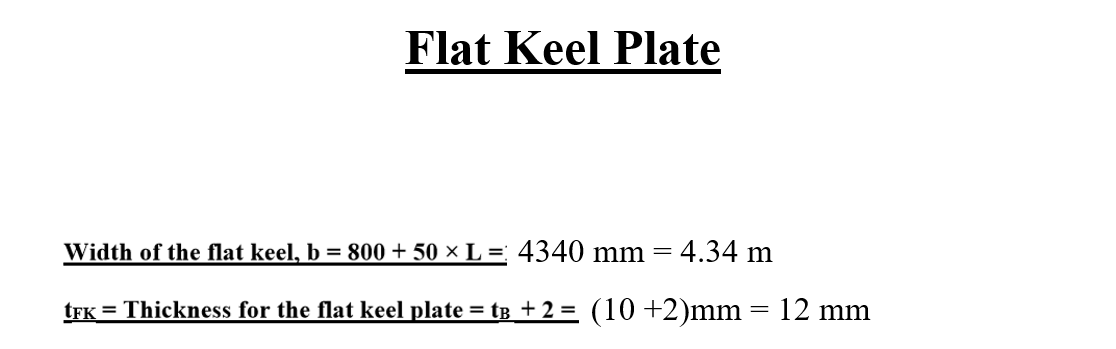 Flat Keel Plate
Width of the flat keel, b = 800 + 50 × L =: 4340 mm = 4.34 m
tFK = Thickness for the flat keel plate = tB + 2 = (10 +2)mm = 12 mm